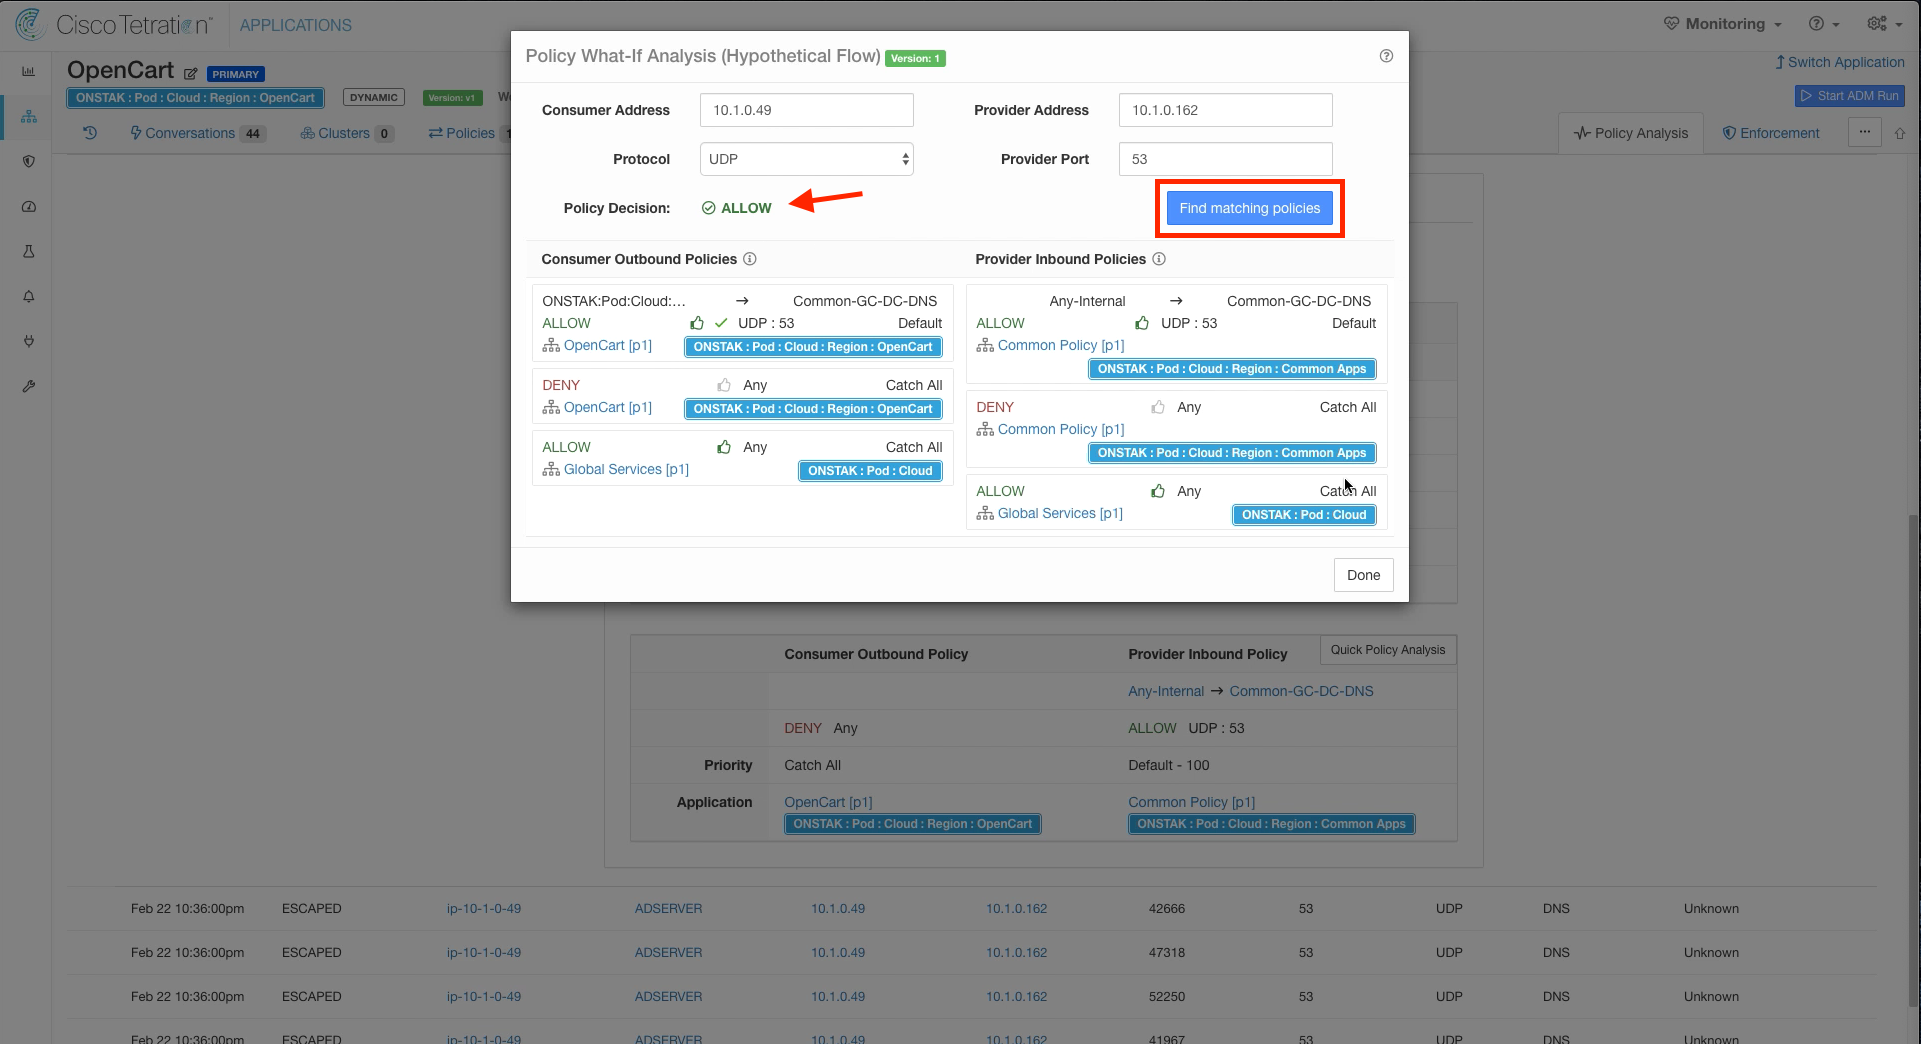 Cisco Tetration™
APPLICATIONS
Monitoring
OpenCart PRIMARY
Switch Application
ONSTAK : Pod : Cloud : Region : OpenCart DYNAMIC Version: v1
Start ADM Run
Conversations 44 Clusters 0 Policies
Policy Analysis Enforcement ...
Policy What-If Analysis (Hypothetical Flow) Version: 1
Consumer Address 10.1.0.49 Provider Address 10.1.0.162
Protocol UDP Provider Port 53
Policy Decision: ALLOW Find matching policies
Consumer Outbound Policies
ONSTAK:Pod:Cloud:... → Common-GC-DC-DNS
ALLOW UDP : 53 Default
OpenCart [p1] ONSTAK : Pod : Cloud : Region : OpenCart
DENY Any Catch All
OpenCart [p1] ONSTAK : Pod : Cloud : Region : OpenCart
ALLOW Any Catch All
Global Services [p1] ONSTAK : Pod : Cloud
Provider Inbound Policies
Any-Internal → Common-GC-DC-DNS
ALLOW UDP : 53 Default
Common Policy [p1]
ONSTAK : Pod : Cloud : Region : Common Apps
DENY Any Catch All
Common Policy [p1]
ONSTAK : Pod : Cloud : Region : Common Apps
ALLOW Any Catch All
Global Services [p1] ONSTAK : Pod : Cloud
Done
Consumer Outbound Policy Provider Inbound Policy Quick Policy Analysis
Any-Internal → Common-GC-DC-DNS
DENY Any ALLOW UDP : 53
Priority Catch All Default - 100
Application OpenCart [p1] Common Policy [p1]
ONSTAK : Pod : Cloud : Region : OpenCart ONSTAK : Pod : Cloud : Region : Common Apps
Feb 22 10:36:00pm ESCAPED ip-10-1-0-49 ADSERVER 10.1.0.49 10.1.0.162 42666 53 UDP DNS Unknown
Feb 22 10:36:00pm ESCAPED ip-10-1-0-49 ADSERVER 10.1.0.49 10.1.0.162 47318 53 UDP DNS Unknown
Feb 22 10:36:00pm ESCAPED ip-10-1-0-49 ADSERVER 10.1.0.49 10.1.0.162 52250 53 UDP DNS Unknown
Feb 22 10:36:00pm ESCAPED ip-10-1-0-49 ADSERVER 10.1.0.49 10.1.0.162 41967 53 UDP DNS Unknown